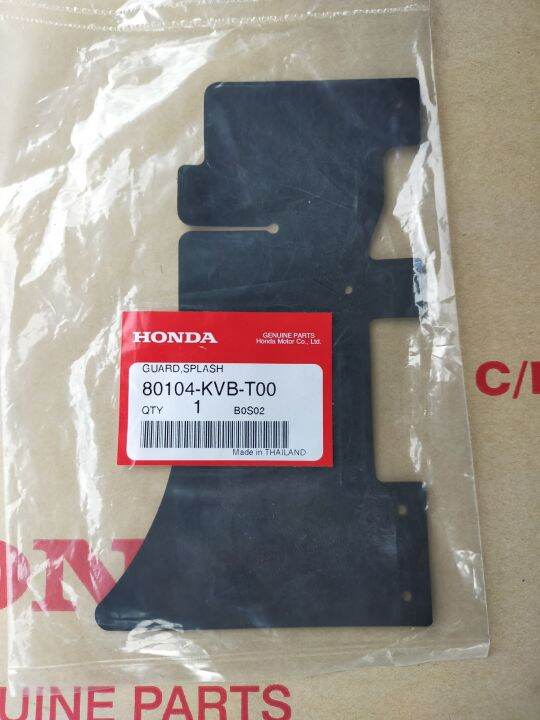 HONDA
GENUINE PARTS
Honda Motor Co., Ltd.
GUARD,SPLASH
80104-KVB-T00
QTY 1 B0S02
Made in THAILAND
C/
ON
UINE PARTS